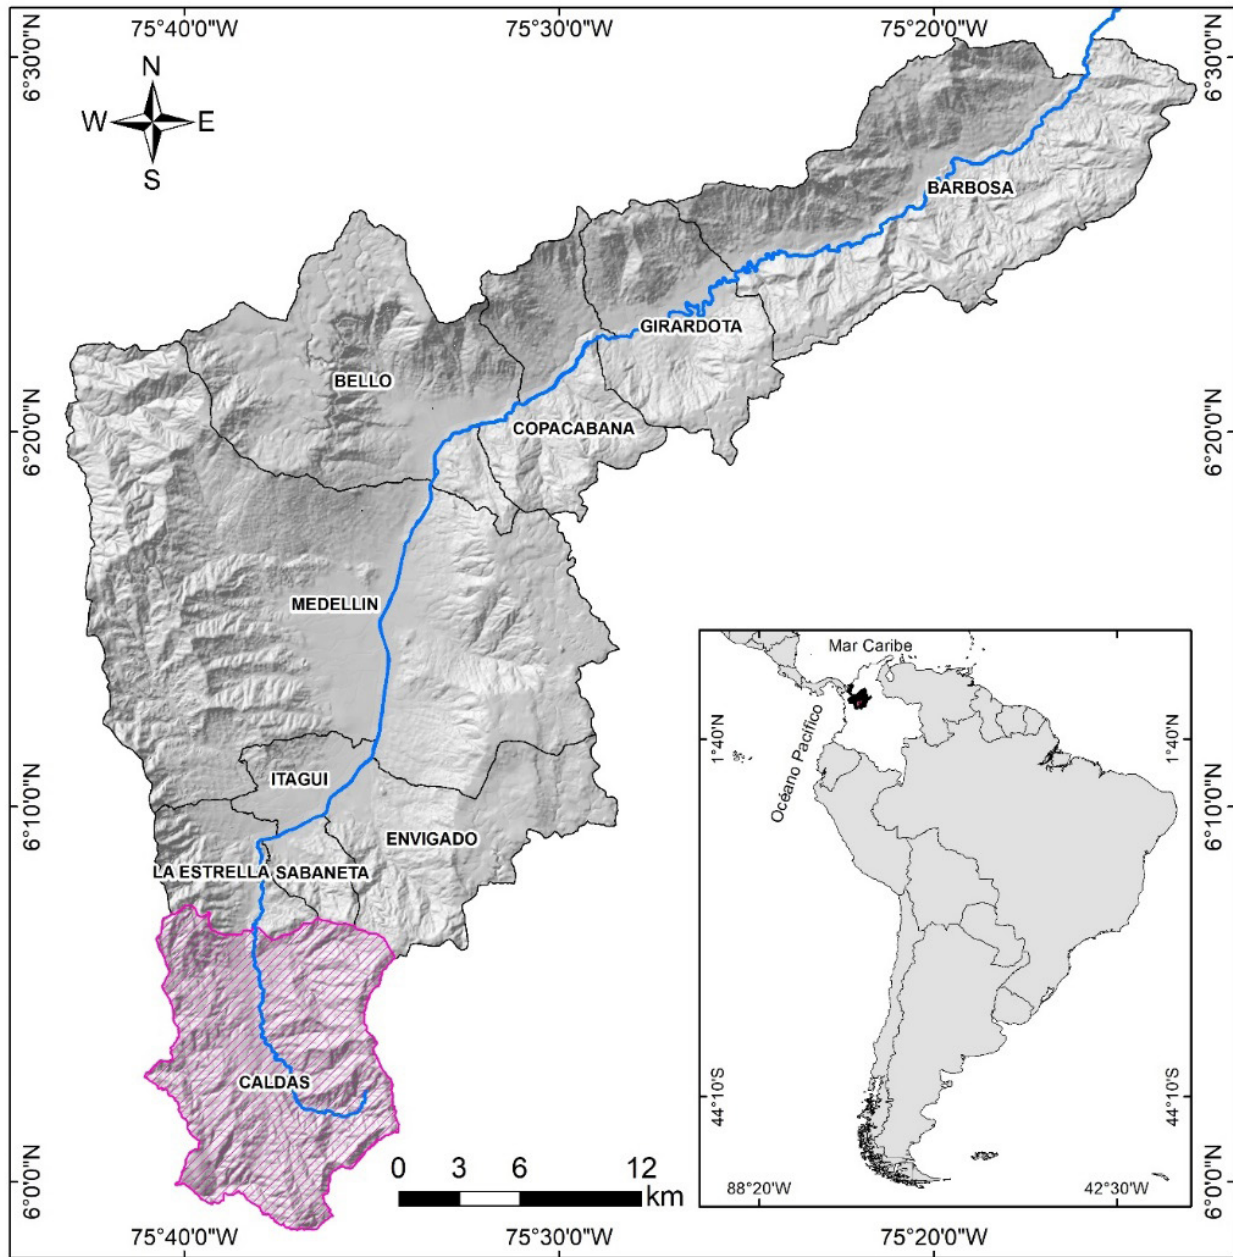 75°40'0"W
75°30'0"W
75°20'0"W
6°30'0"N
6°30'0"N
N
W
E
S
BARBOSA
GIRARDOTA
BELLO
COPACABANA
6°20'0"N
6°20'0"N
MEDELLIN
Mar Caribe
Océano Pacífico
1°40'N
1°40'N
ITAGUI
6°10'0"N
6°10'0"N
ENVIGADO
LA ESTRELLA
SABANETA
CALDAS
44°10'S
44°10'S
0
3
6
12
km
88°20'W
42°30'W
6°0'0"N
6°0'0"N
75°40'0"W
75°30'0"W
75°20'0"W